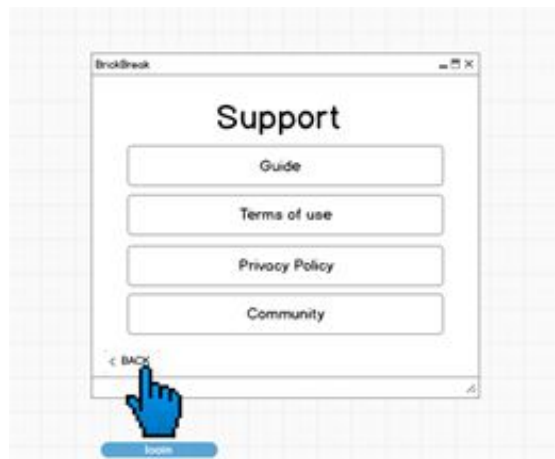 BrickBreak
Support
Guide
Terms of use
Privacy Policy
Community
< BACK